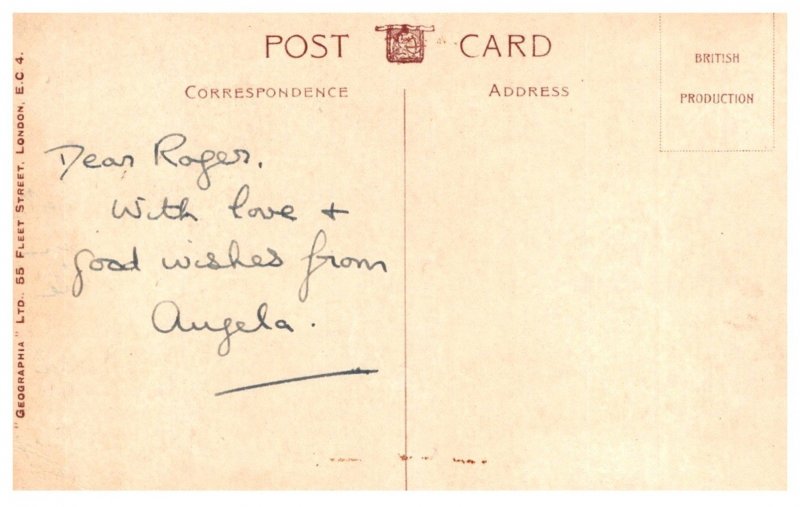 POST CARD
CORRESPONDENCE
ADDRESS
BRITISH
PRODUCTION
Dear Roger,
With love +
good wishes from
Angela.
"GEOGRAPHIA" LTD., 55 FLEET STREET, LONDON, E.C.4.